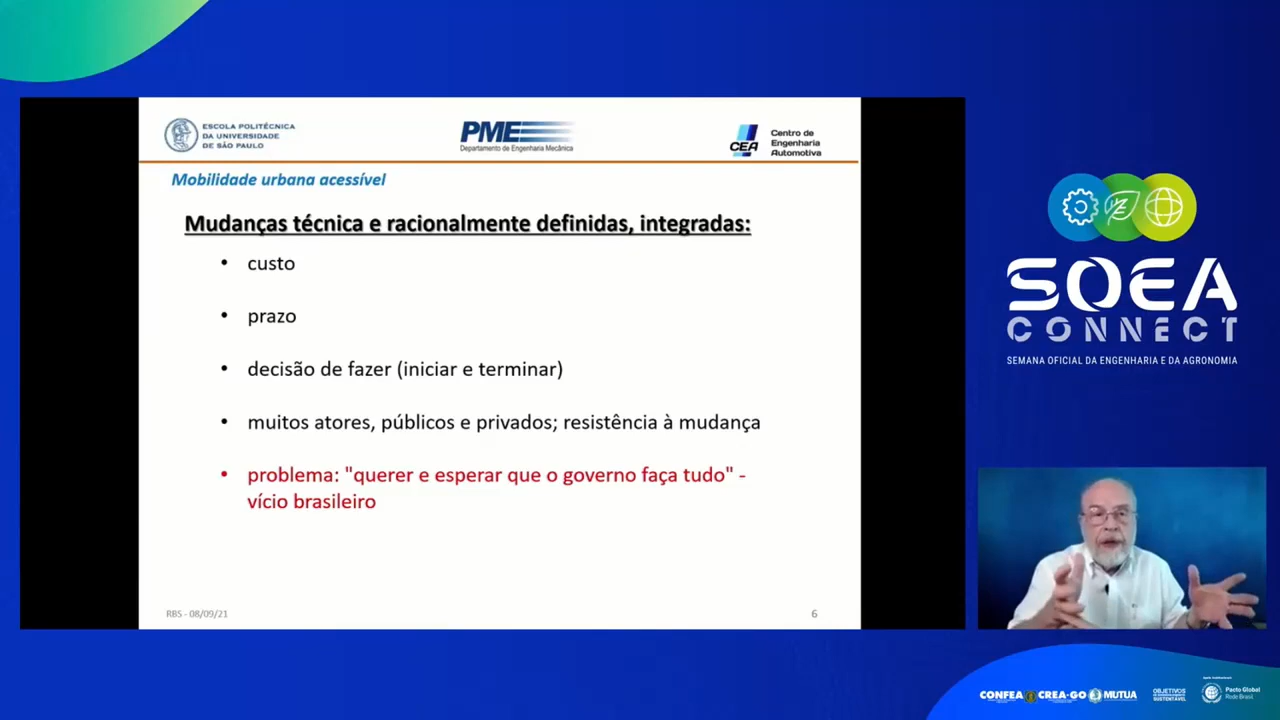 ESCOLA POLITÉCNICA
DA UNIVERSIDADE
DE SÃO PAULO
PME
Departamento de Engenharia Mecânica
CEA
Centro de
Engenharia
Automotiva
Mobilidade urbana acessível
Mudanças técnica e racionalmente definidas, integradas:
• custo
• prazo
• decisão de fazer (iniciar e terminar)
• muitos atores, públicos e privados; resistência à mudança
• problema: "querer e esperar que o governo faça tudo" -
vício brasileiro
RBS - 08/09/21
6
SOEA
CONNECT
SEMANA OFICIAL DA ENGENHARIA E DA AGRONOMIA
CONFEA
CREA-GO
MUTUA
OBJETIVOS
SUSTENTÁVEL
Pacto Global
Rede Brasil